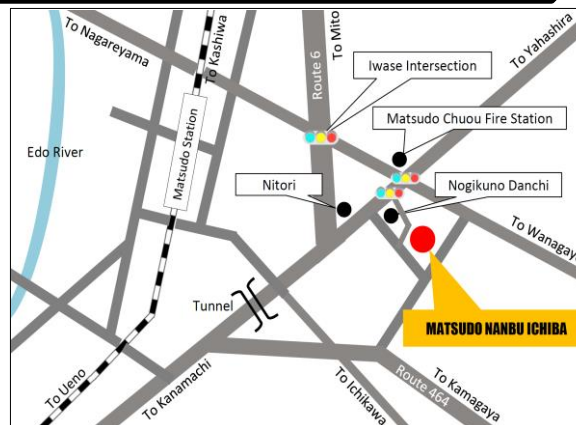 To Nagareyama
To Kashiwa
Route 6
To Mito
To Yahashira
Iwase Intersection
Matsudo Chuou Fire Station
Edo River
Matsudo Station
Nitori
Nogikuno Danchi
To Wanagaya
Tunnel
MATSUDO NANBU ICHIBA
To Ueno
To Kanamachi
To Ichikawa
Route 464
To Kamagaya